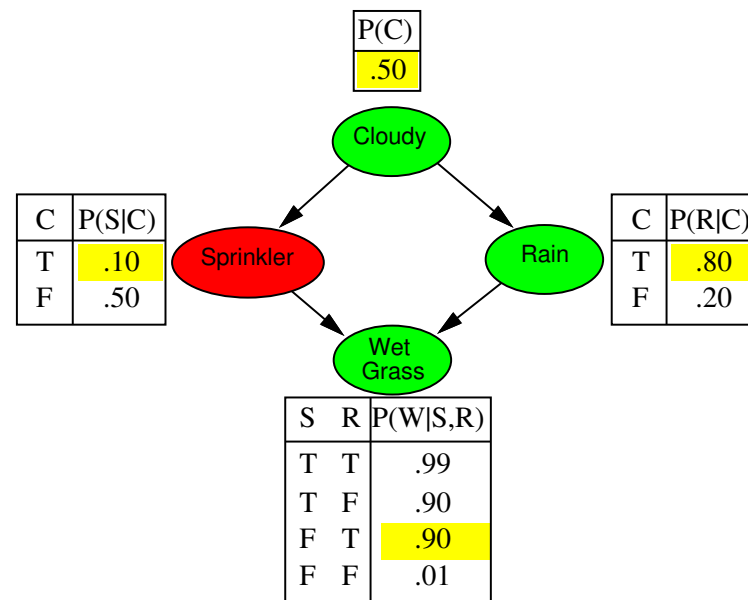 P(C)
.50
Cloudy
C P(S|C)
T .10
F .50
Sprinkler
Rain
C P(R|C)
T .80
F .20
Wet
Grass
S R P(W|S,R)
T T .99
T F .90
F T .90
F F .01